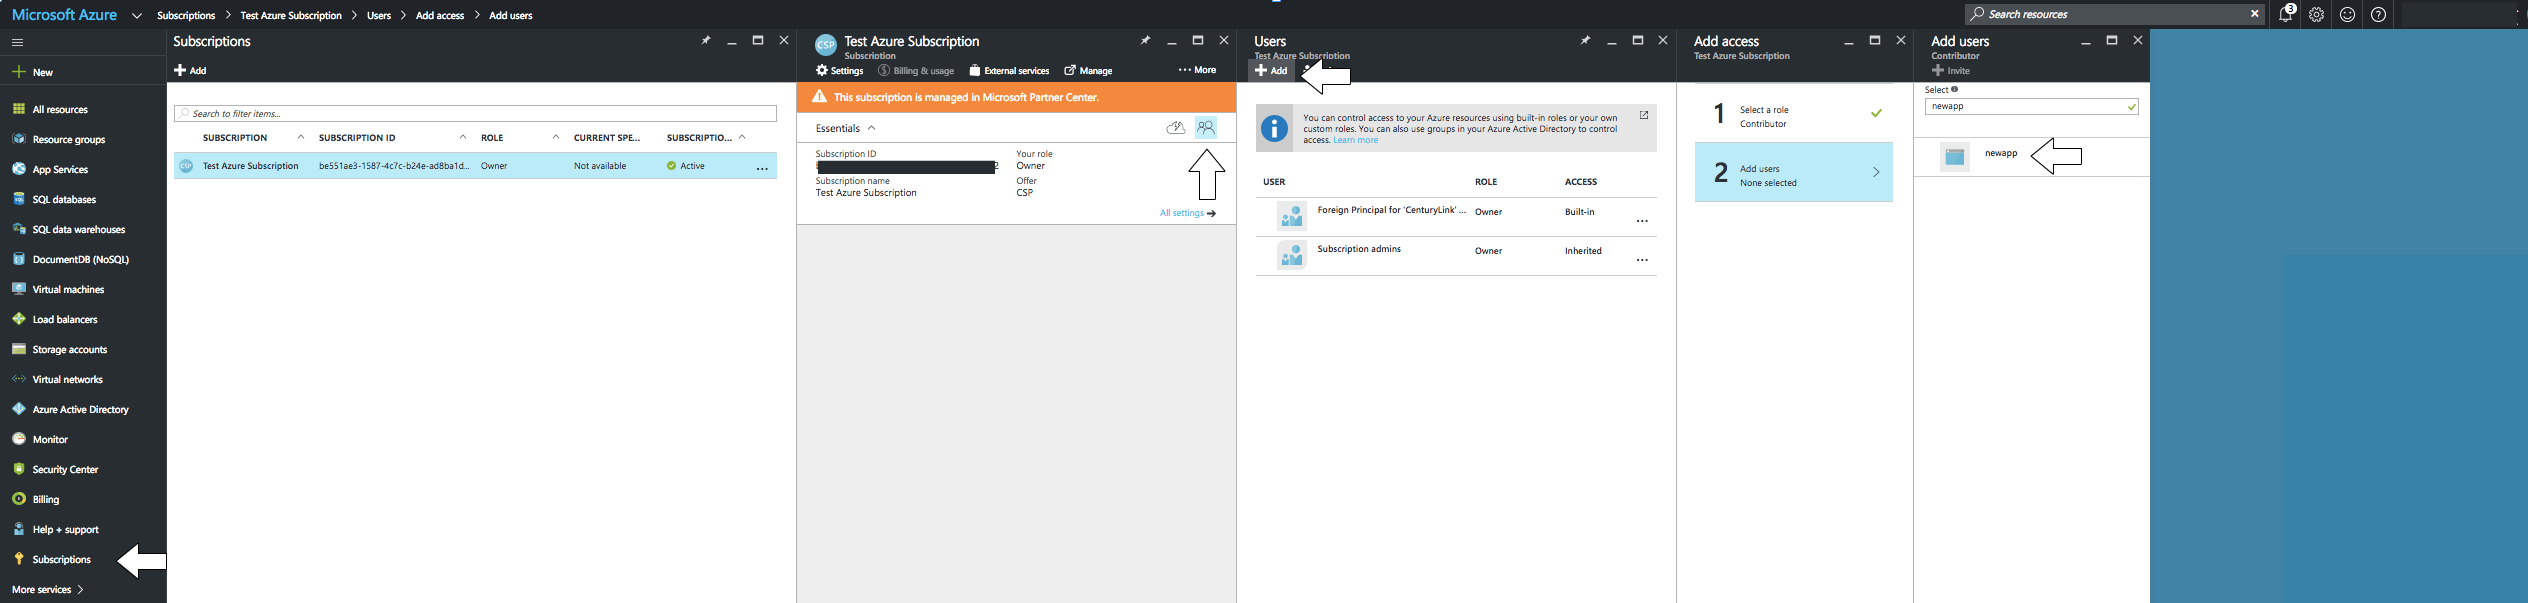 Microsoft Azure Subscriptions > Test Azure Subscription > Users > Add access > Add users
Search resources
3
New
All resources
Resource groups
App Services
SQL databases
SQL data warehouses
DocumentDB (NoSQL)
Virtual machines
Load balancers
Storage accounts
Virtual networks
Azure Active Directory
Monitor
Security Center
Billing
Help + support
Subscriptions
More services >
Subscriptions
Add
Search to filter items...
SUBSCRIPTION SUBSCRIPTION ID ROLE CURRENT SPE... SUBSCRIPTIO...
CSP Test Azure Subscription be551ae3-1587-4c7c-b24e-ad8ba1d... Owner Not available Active ...
CSP Test Azure Subscription
Subscription
Settings Billing & usage External services Manage ... More
This subscription is managed in Microsoft Partner Center.
Essentials
Subscription ID Your role
2 Owner
Subscription name Offer
Test Azure Subscription CSP
All settings
Users
Test Azure Subscription
Add
You can control access to your Azure resources using built-in roles or your own
custom roles. You can also use groups in your Azure Active Directory to control
access. Learn more
USER ROLE ACCESS
Foreign Principal for 'CenturyLink' ... Owner Built-in ...
Subscription admins Owner Inherited ...
Add access
Test Azure Subscription
1 Select a role
Contributor
2 Add users
None selected
Add users
Contributor
Invite
Select
newapp
newapp